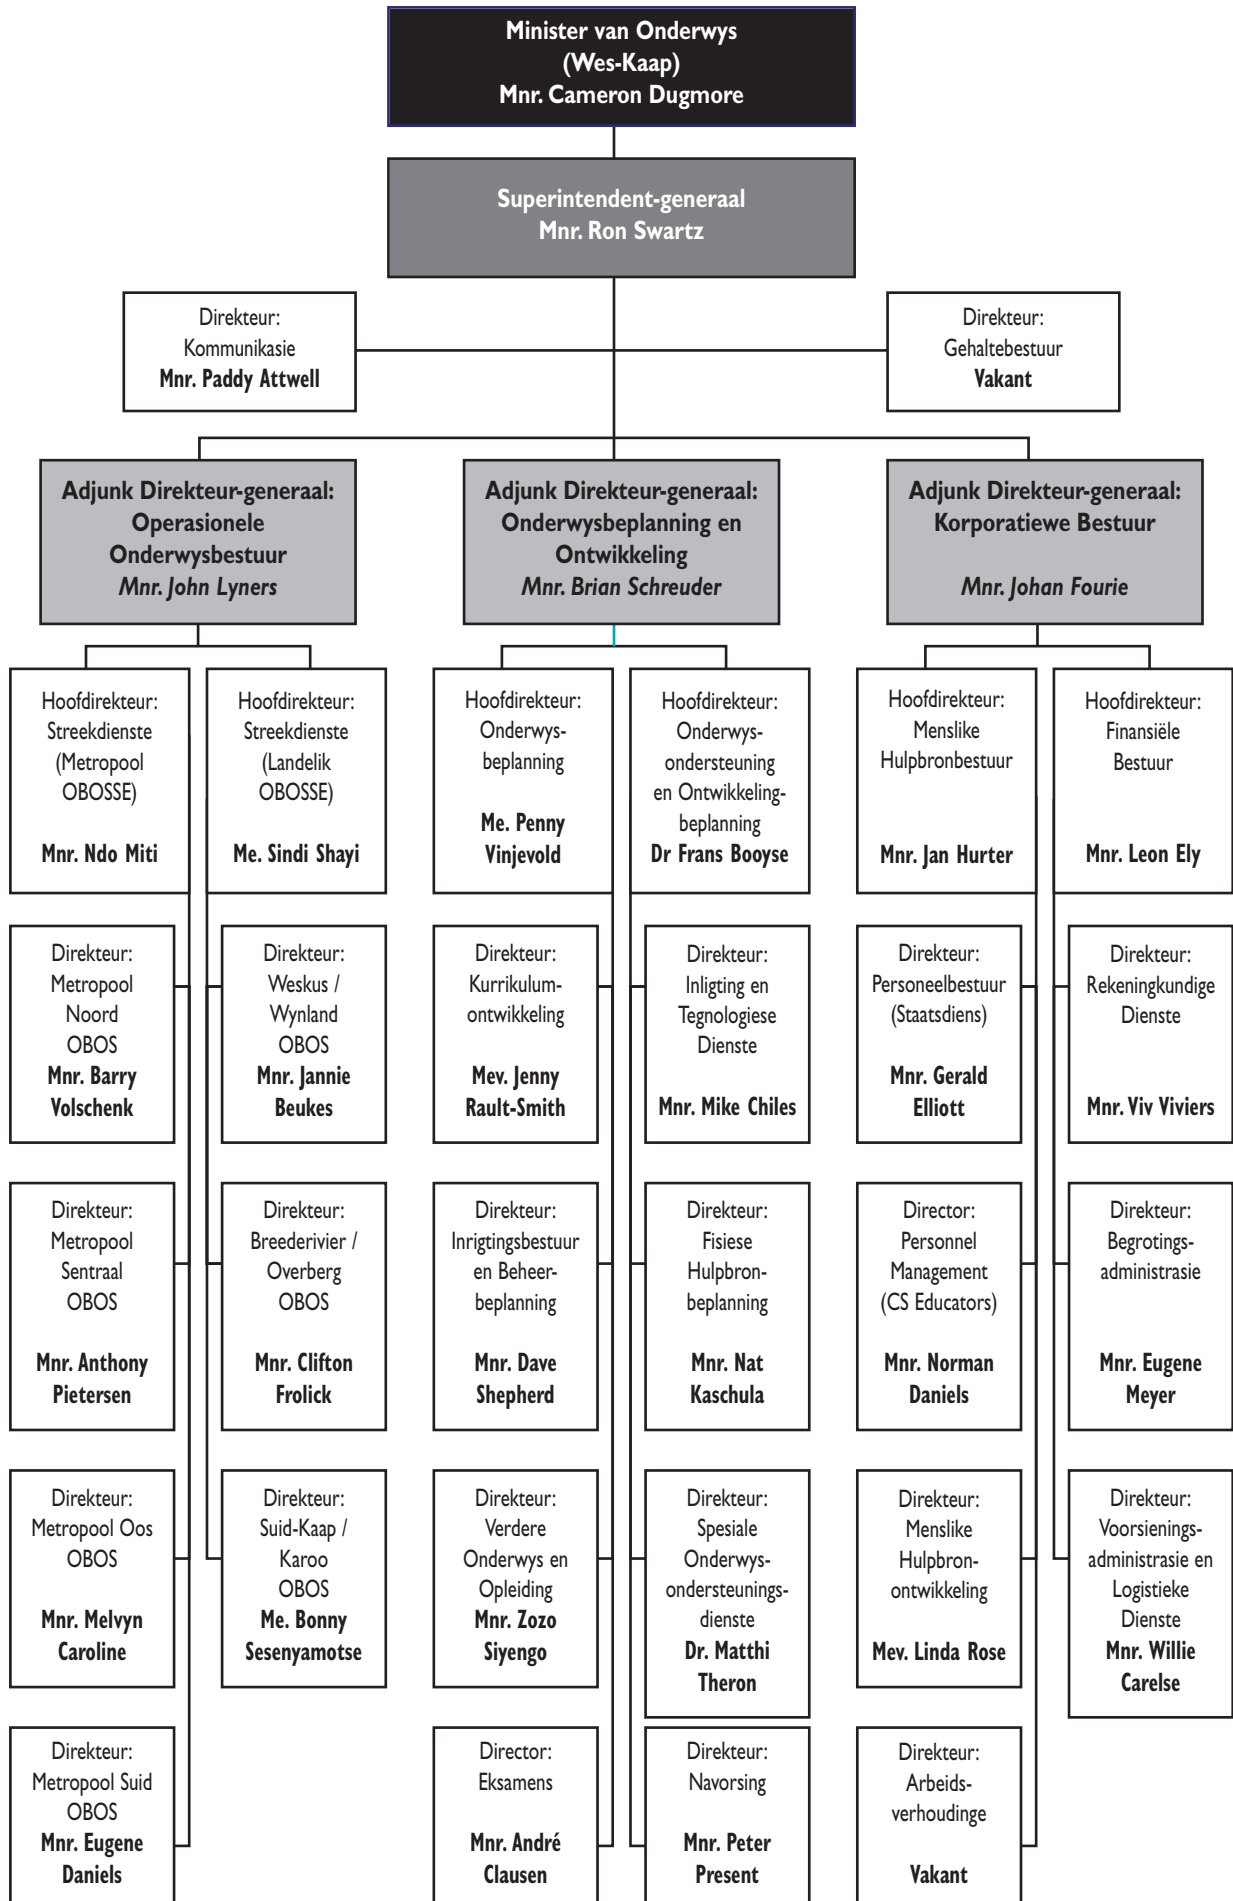 Minister van Onderwys
(Wes-Kaap)
Mnr. Cameron Dugmore
Superintendent-generaal
Mnr. Ron Swartz
Direkteur:
Kommunikasie
Mnr. Paddy Attwell
Direkteur:
Gehaltebestuur
Vakant
Adjunk Direkteur-generaal:
Operasionele
Onderwysbestuur
Mnr. John Lyners
Adjunk Direkteur-generaal:
Onderwysbeplanning en
Ontwikkeling
Mnr. Brian Schreuder
Adjunk Direkteur-generaal:
Korporatiewe Bestuur
Mnr. Johan Fourie
Hoofdirekteur:
Streekdienste
(Metropool
OBOSSE)
Mnr. Ndo Miti
Hoofdirekteur:
Streekdienste
(Landelik
OBOSSE)
Me. Sindi Shayi
Hoofdirekteur:
Onderwys-
beplanning
Me. Penny
Vinjevold
Hoofdirekteur:
Onderwys-
ondersteuning
en Ontwikkeling-
beplanning
Dr Frans Booyse
Hoofdirekteur:
Menslike
Hulpbronbestuur
Mnr. Jan Hurter
Hoofdirekteur:
Finansiële
Bestuur
Mnr. Leon Ely
Direkteur:
Metropool
Noord
OBOS
Mnr. Barry
Volschenk
Direkteur:
Weskus /
Wynland
OBOS
Mnr. Jannie
Beukes
Direkteur:
Kurrikulum-
ontwikkeling
Mev. Jenny
Rault-Smith
Direkteur:
Inligting en
Tegnologiese
Dienste
Mnr. Mike Chiles
Direkteur:
Personeelbestuur
(Staatsdiens)
Mnr. Gerald
Elliott
Direkteur:
Rekeningkundige
Dienste
Mnr. Viv Viviers
Direkteur:
Metropool
Sentraal
OBOS
Mnr. Anthony
Pietersen
Direkteur:
Breederivier /
Overberg
OBOS
Mnr. Clifton
Frolick
Direkteur:
Inrigtingsbestuur
en Beheer-
beplanning
Mnr. Dave
Shepherd
Direkteur:
Fisiese
Hulpbron-
beplanning
Mnr. Nat
Kaschula
Director:
Personnel
Management
(CS Educators)
Mnr. Norman
Daniels
Direkteur:
Begrotings-
administrasie
Mnr. Eugene
Meyer
Direkteur:
Metropool Oos
OBOS
Mnr. Melvyn
Caroline
Direkteur:
Suid-Kaap /
Karoo
OBOS
Me. Bonny
Sesenyamotse
Direkteur:
Verdere
Onderwys en
Opleiding
Mnr. Zozo
Siyengo
Direkteur:
Spesiale
Onderwys-
ondersteunings-
dienste
Dr. Matthi
Theron
Direkteur:
Menslike
Hulpbron-
ontwikkeling
Mev. Linda Rose
Direkteur:
Voorsienings-
administrasie en
Logistieke
Dienste
Mnr. Willie
Carelse
Direkteur:
Metropool Suid
OBOS
Mnr. Eugene
Daniels
Director:
Eksamens
Mnr. André
Clausen
Direkteur:
Navorsing
Mnr. Peter
Present
Direkteur:
Arbeids-
verhoudinge
Vakant